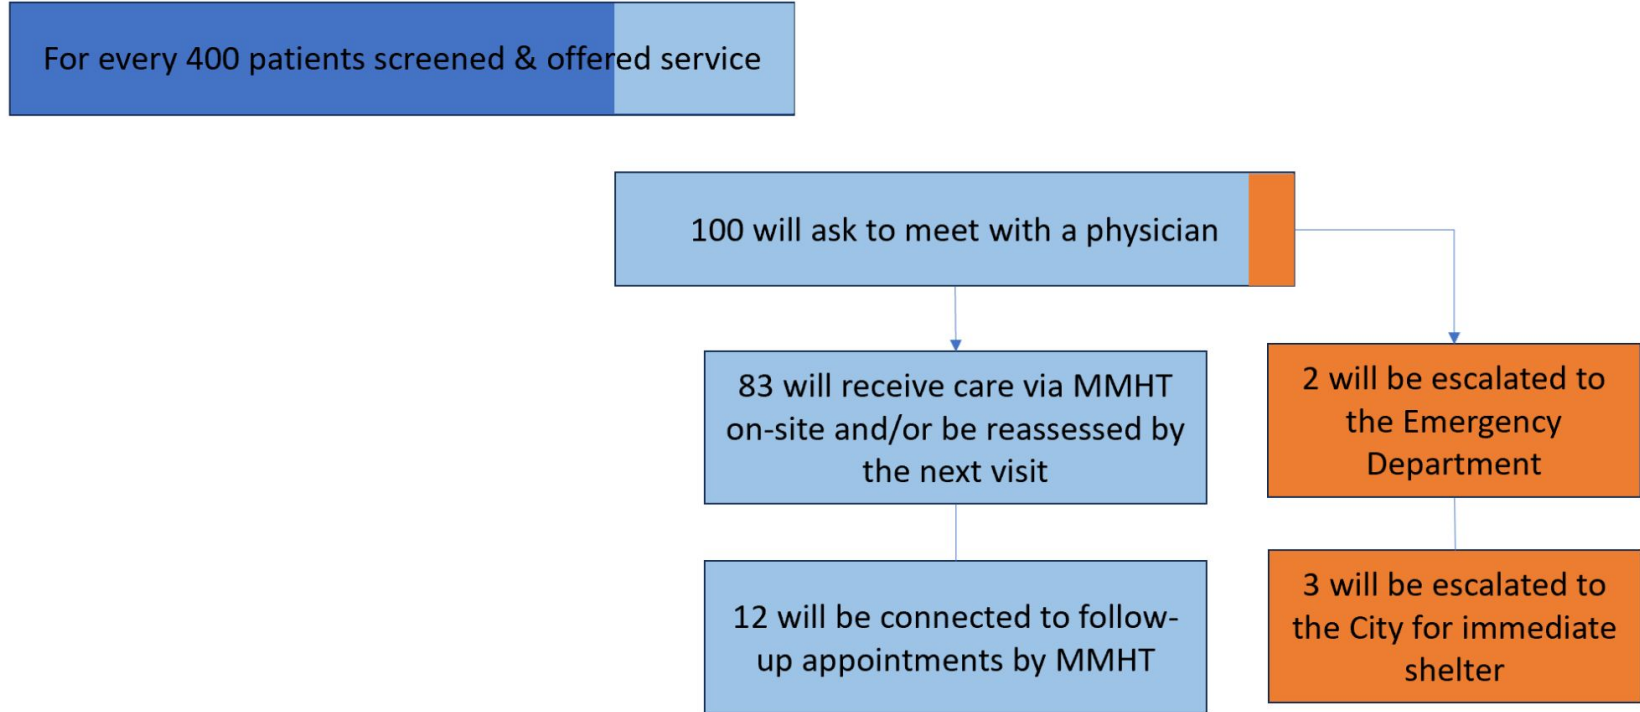 For every 400 patients screened & offered service
100 will ask to meet with a physician
83 will receive care via MMHT
on-site and/or be reassessed by
the next visit
2 will be escalated to
the Emergency
Department
12 will be connected to follow-
up appointments by MMHT
3 will be escalated to
the City for immediate
shelter